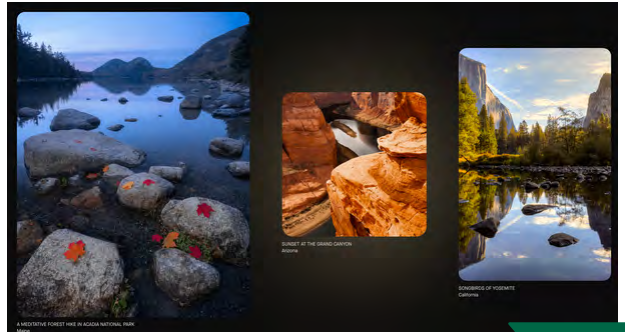 A MEDITATIVE FOREST HIKE IN ACADIA NATIONAL PARK
Maine
SUNSET AT THE GRAND CANYON
Arizona
SONGBIRDS OF YOSEMITE
California